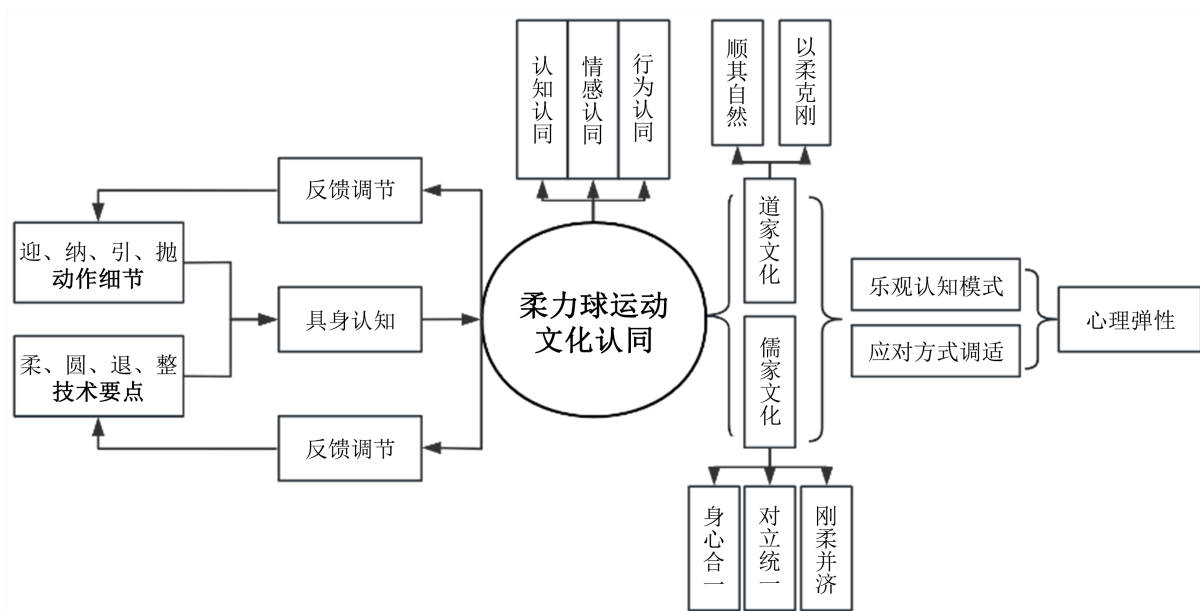 认知认同
情感认同
行为认同
顺其自然
以柔克刚
反馈调节
迎、纳、引、抛
动作细节
具身认知
柔、圆、退、整
技术要点
反馈调节
柔力球运动
文化认同
道家文化
儒家文化
乐观认知模式
应对方式调适
心理弹性
身心合一
对立统一
刚柔并济